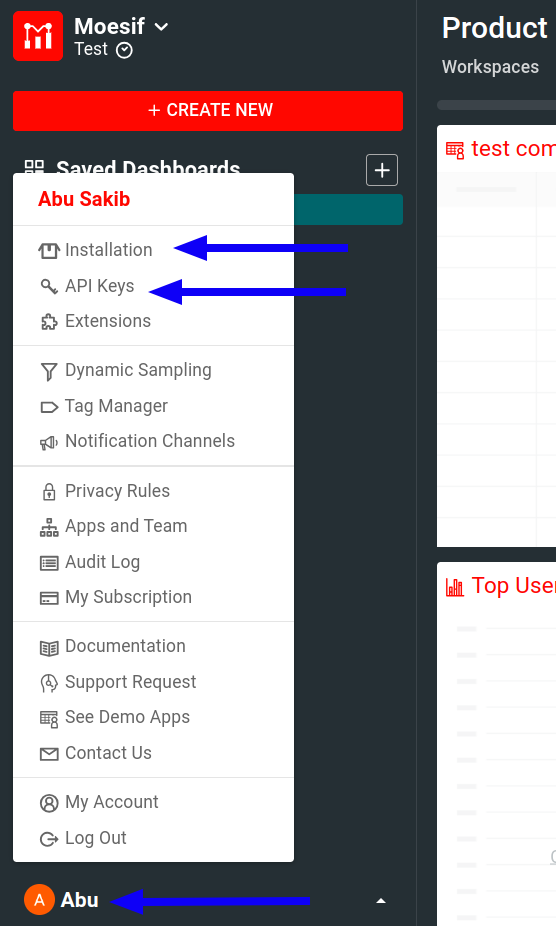 Moesif
Test
Product
Workspaces
+ CREATE NEW
Saved Dashboards
test com
Abu Sakib
Installation
API Keys
Extensions
Dynamic Sampling
Tag Manager
Notification Channels
Privacy Rules
Apps and Team
Audit Log
My Subscription
Top User
Documentation
Support Request
See Demo Apps
Contact Us
My Account
Log Out
A Abu